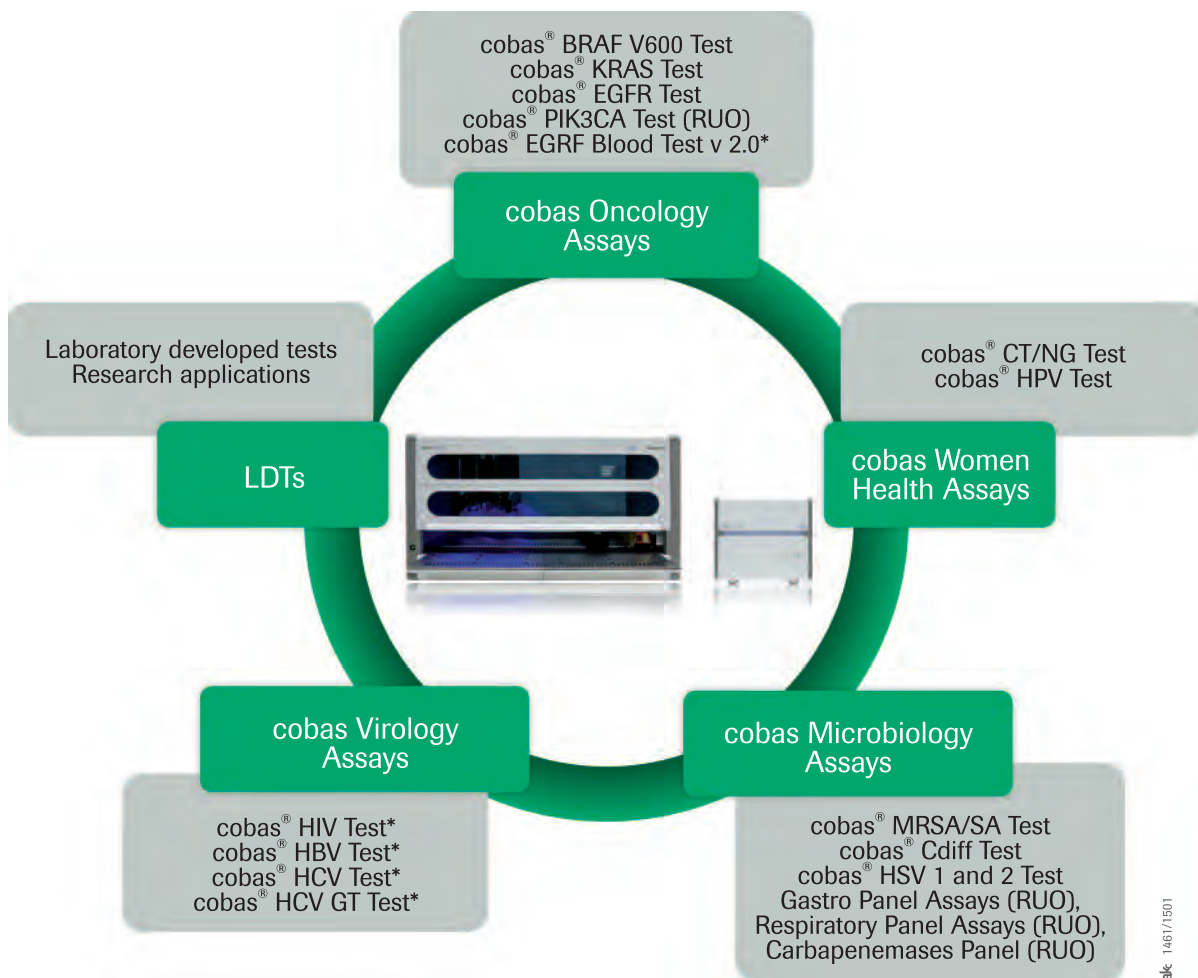 cobas® BRAF V600 Test
cobas® KRAS Test
cobas® EGFR Test
cobas® PIK3CA Test (RUO)
cobas® EGRF Blood Test v 2.0*
cobas Oncology
Assays
Laboratory developed tests
Research applications
LDTs
cobas® CT/NG Test
cobas® HPV Test
cobas Women
Health Assays
cobas Virology
Assays
cobas® HIV Test*
cobas® HBV Test*
cobas® HCV Test*
cobas® HCV GT Test*
cobas Microbiology
Assays
cobas® MRSA/SA Test
cobas® Cdiff Test
cobas® HSV 1 and 2 Test
Gastro Panel Assays (RUO),
Respiratory Panel Assays (RUO),
Carbapenemases Panel (RUO)
1461/1501